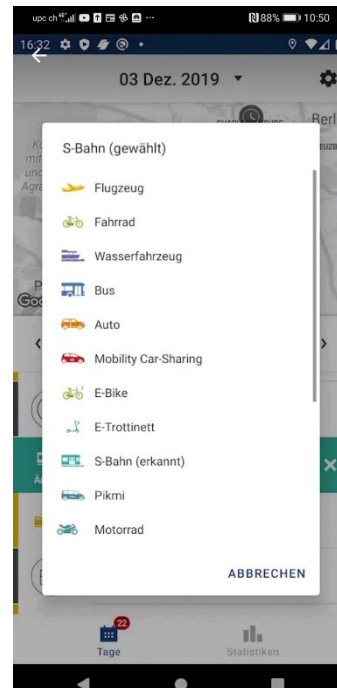 upc ch
88% 10:50
16:32
03 Dez. 2019
Berl
S-Bahn (gewählt)
Flugzeug
Fahrrad
Wasserfahrzeug
Bus
Auto
Mobility Car-Sharing
E-Bike
E-Trottinett
S-Bahn (erkannt)
Pikmi
Motorrad
ABBRECHEN
22
Tage
Statistiken